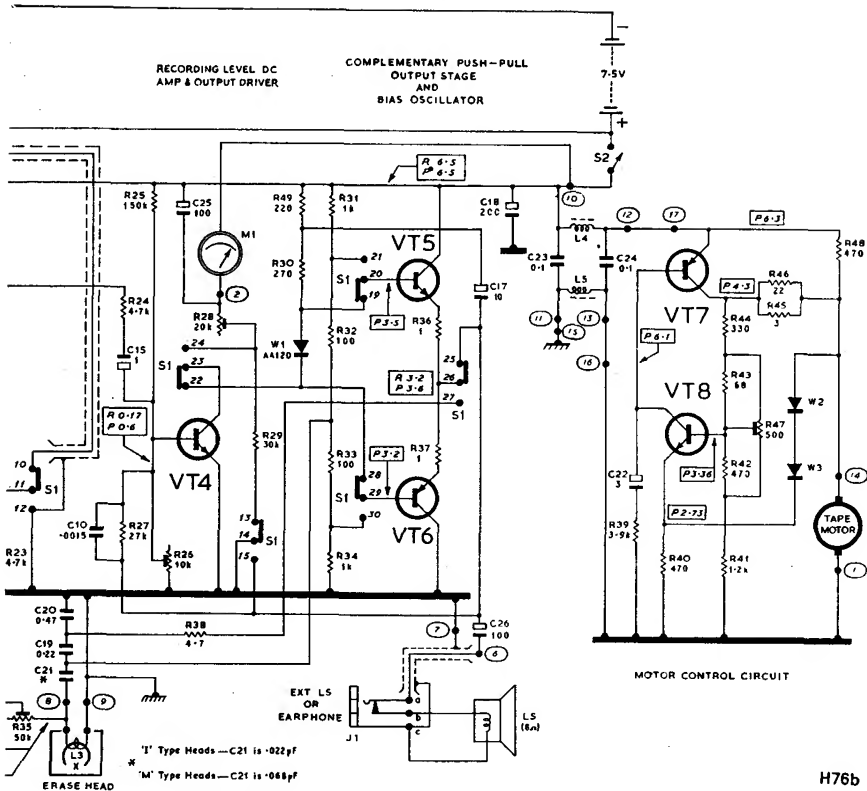 RECORDING LEVEL DC
AMP & OUTPUT DRIVER
COMPLEMENTARY PUSH-PULL
OUTPUT STAGE
AND
BIAS OSCILLATOR
−
7·5V
+
S2
R 6·5
P 6·5
R25
150k
C25
100
M1
2
R49
220
R31
1k
10
C18
200
12
17
P6·3
L4
R48
470
VT5
VT7
21
S1
20
19
R30
270
C23
0·1
L5
C24
0·1
P4·3
R46
22
R45
3
R24
4·7k
R28
20k
C17
10
P3·5
R36
1
11
15
13
R44
330
C15
1
24
W1
AA120
R32
100
25
26
27
S1
16
P6·1
R43
68
S1
23
22
R 3·2
P 3·6
VT8
R47
500
W2
R 0·17
P 0·6
R29
30k
R33
100
P3·2
R37
1
VT4
28
S1
29
30
VT6
C22
3
P3·36
R42
470
W3
10
11
S1
12
C10
·0015
R27
27k
13
14
S1
15
R39
3·9k
P2·73
14
TAPE
MOTOR
R23
4·7k
R26
10k
R34
1k
R40
470
R41
1·2k
1
C20
0·47
R38
4·7
7
C26
100
C19
0·22
6
C21
*
MOTOR CONTROL CIRCUIT
8
9
EXT LS
OR
EARPHONE
J1
a
b
c
LS
(8Ω)
R35
50k
L3
X
ERASE HEAD
* 'I' Type Heads — C21 is ·022µF
'M' Type Heads — C21 is ·068µF
H76b